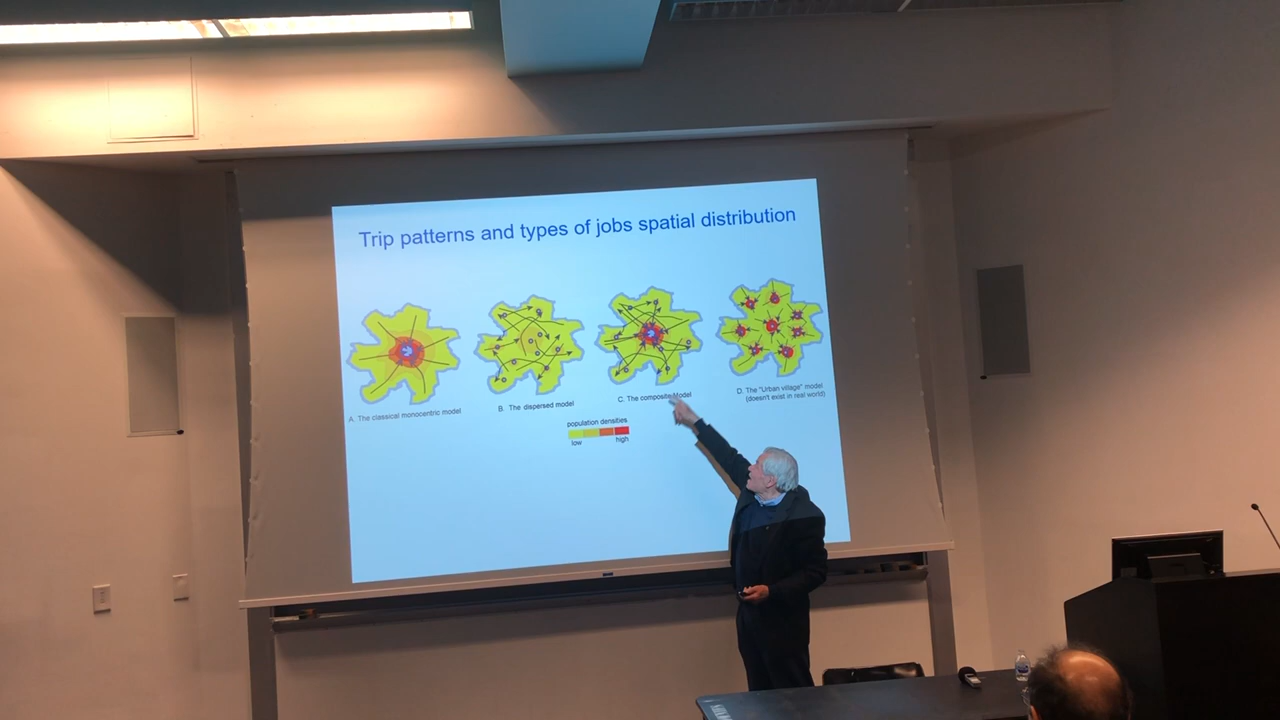 Trip patterns and types of jobs spatial distribution
A. The classical monocentric model
B. The dispersed model
C. The composite Model
D. The "Urban village" model
(doesn't exist in real world)
population densities
low high